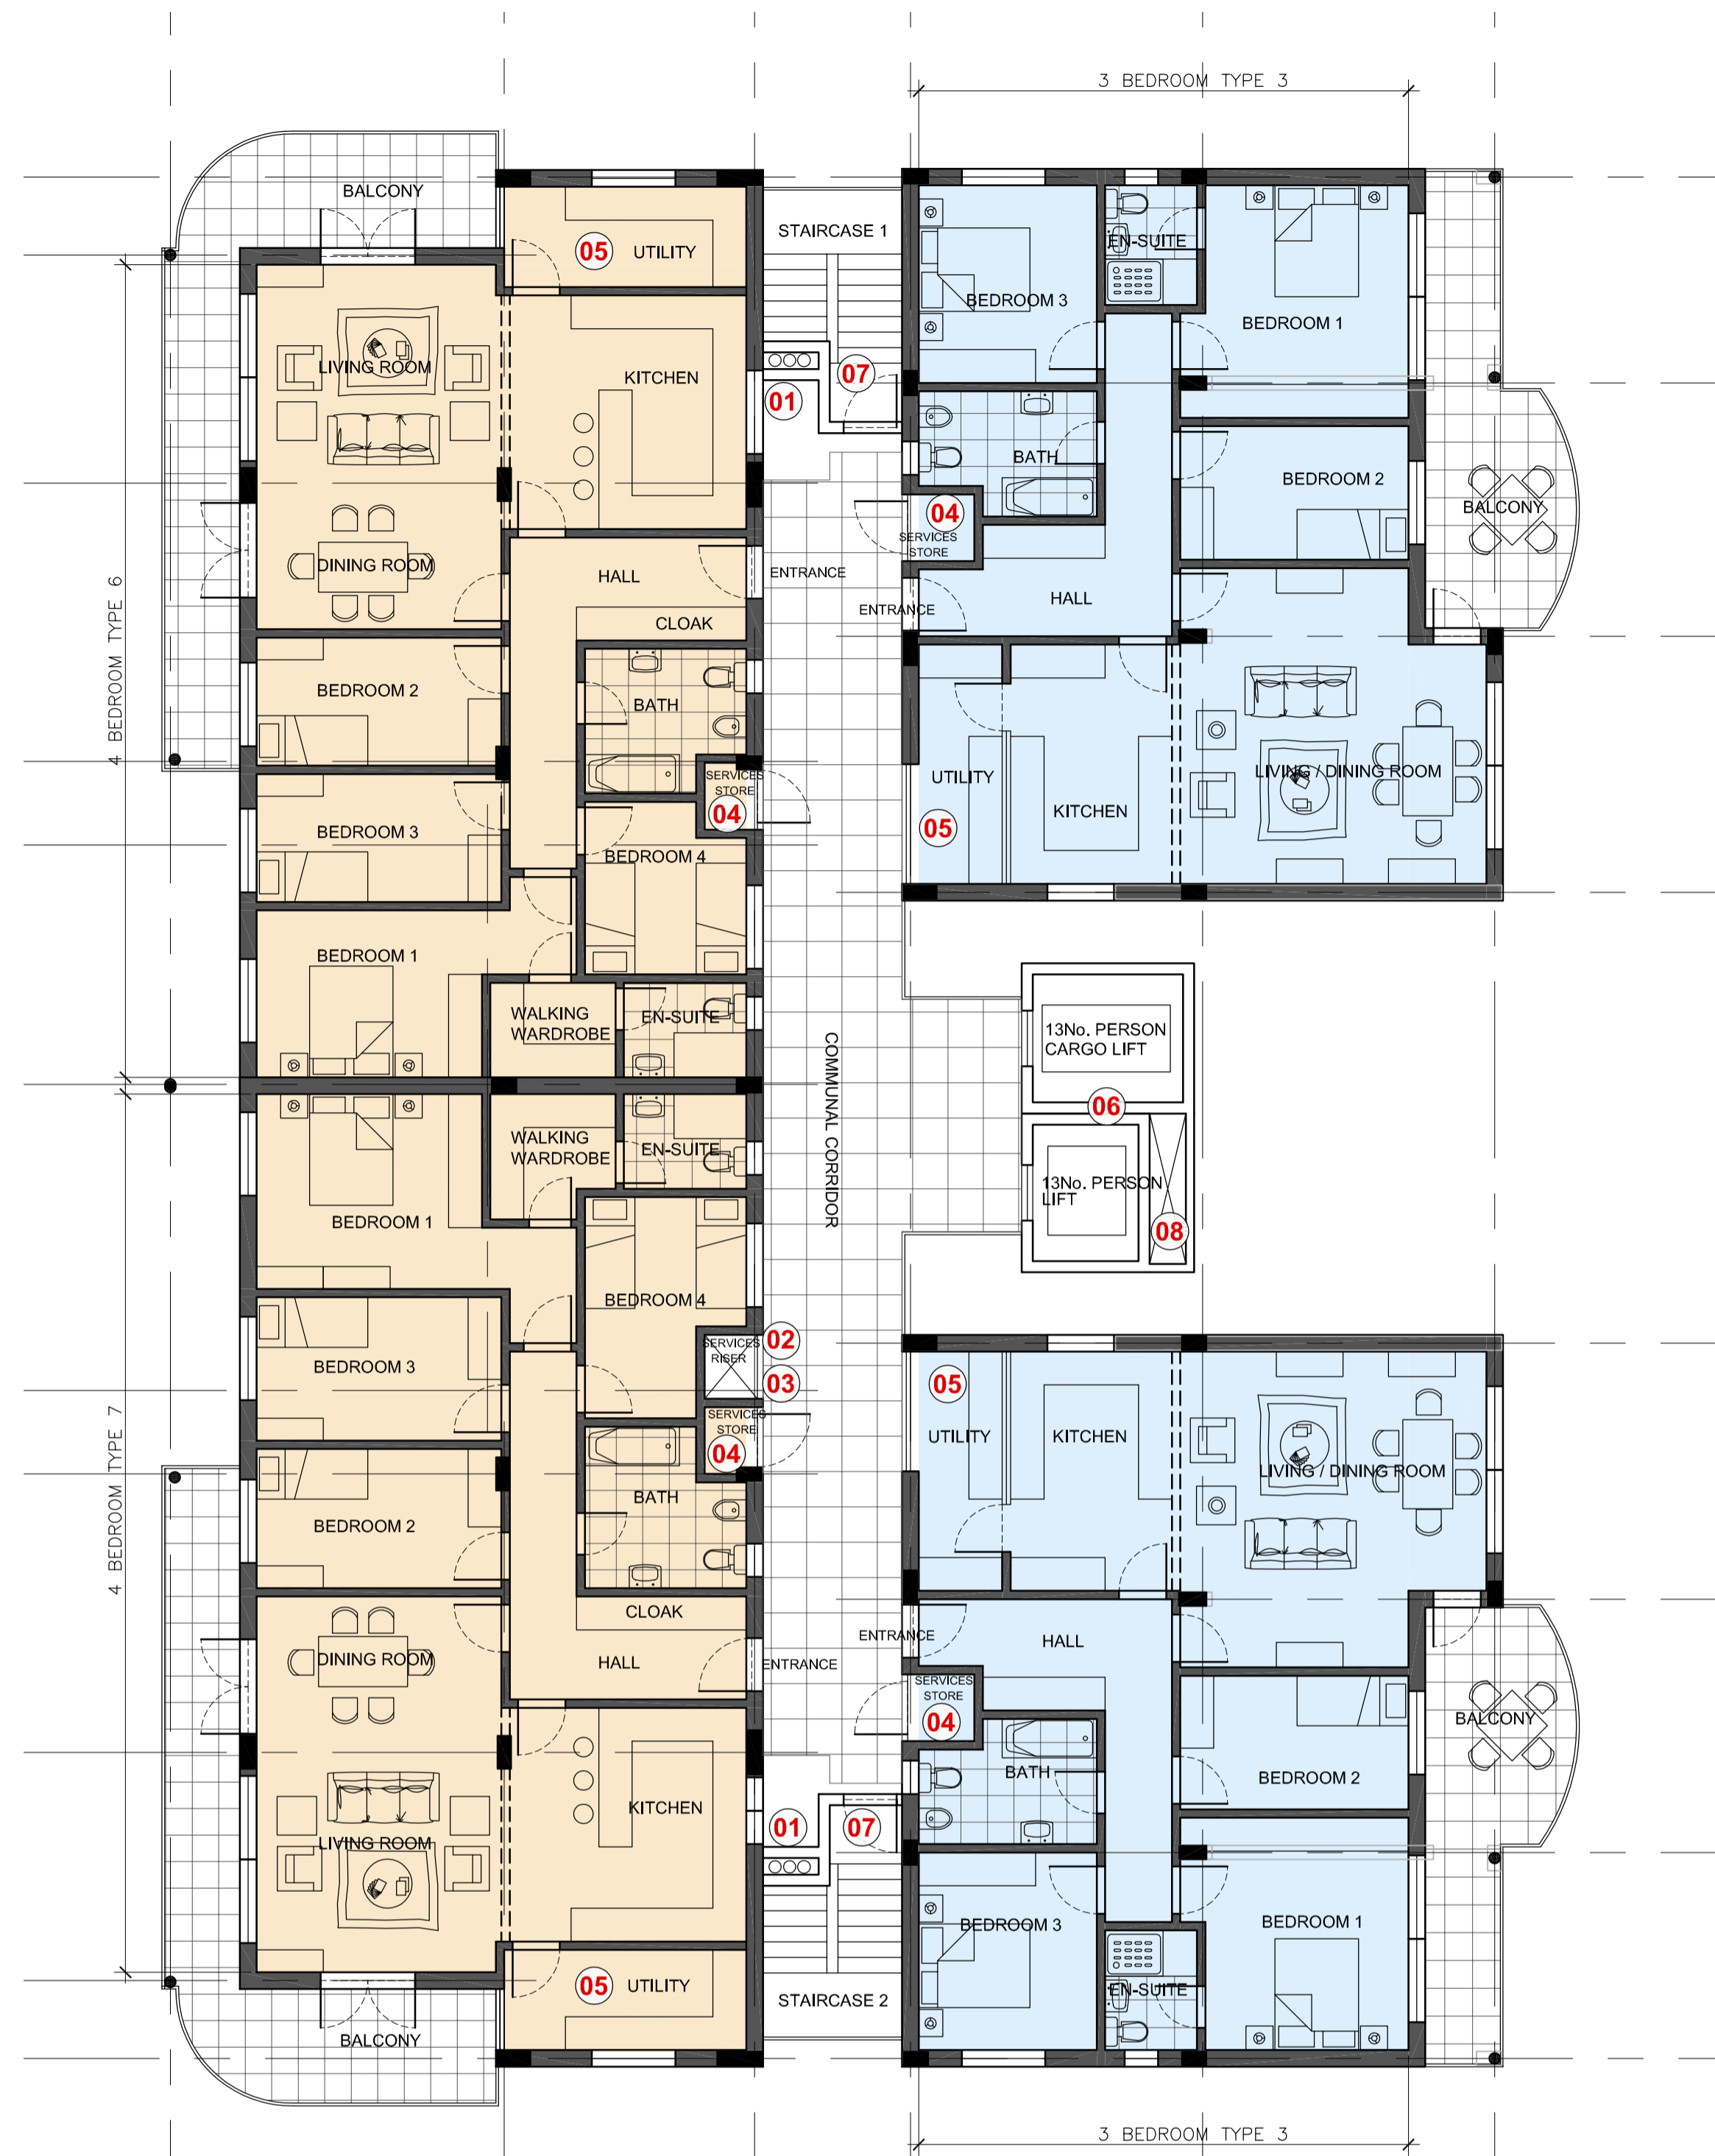 3 BEDROOM TYPE 3
BALCONY
STAIRCASE 1
05
UTILITY
EN-SUITE
BEDROOM 3
BEDROOM 1
LIVING ROOM
KITCHEN
07
01
BATH
BEDROOM 2
BALCONY
04
SERVICES
STORE
DINING ROOM
HALL
ENTRANCE
CLOAK
ENTRANCE
HALL
4 BEDROOM TYPE 6
BEDROOM 2
BATH
SERVICES
STORE
04
UTILITY
LIVING / DINING ROOM
KITCHEN
05
BEDROOM 3
BEDROOM 4
BEDROOM 1
WALKING
WARDROBE
EN-SUITE
COMMUNAL CORRIDOR
13No. PERSON
CARGO LIFT
06
13No. PERSON
LIFT
08
WALKING
WARDROBE
EN-SUITE
BEDROOM 1
BEDROOM 4
SERVICES
RISER
02
03
BEDROOM 3
05
SERVICES
STORE
04
UTILITY
KITCHEN
LIVING / DINING ROOM
4 BEDROOM TYPE 7
BEDROOM 2
BATH
CLOAK
HALL
ENTRANCE
ENTRANCE
HALL
DINING ROOM
SERVICES
STORE
04
BALCONY
BATH
BEDROOM 2
KITCHEN
LIVING ROOM
01
07
BEDROOM 3
BEDROOM 1
05
UTILITY
STAIRCASE 2
EN-SUITE
BALCONY
3 BEDROOM TYPE 3